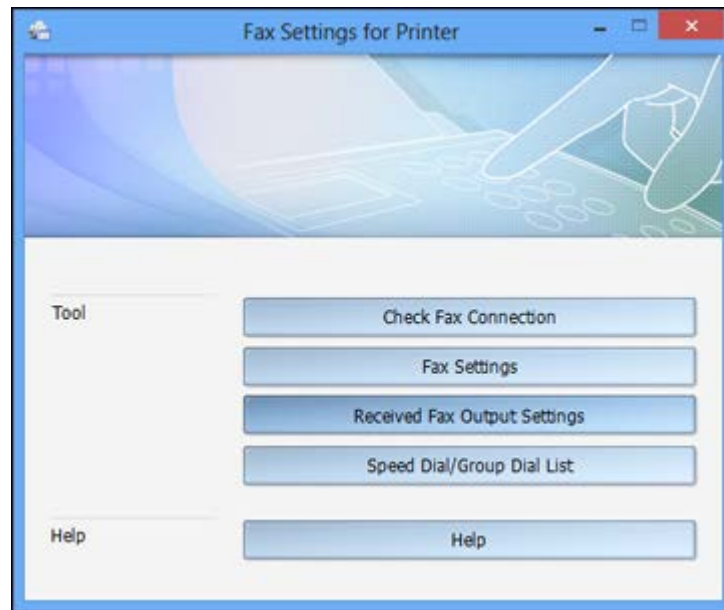 Fax Settings for Printer
Tool
Check Fax Connection
Fax Settings
Received Fax Output Settings
Speed Dial/Group Dial List
Help
Help